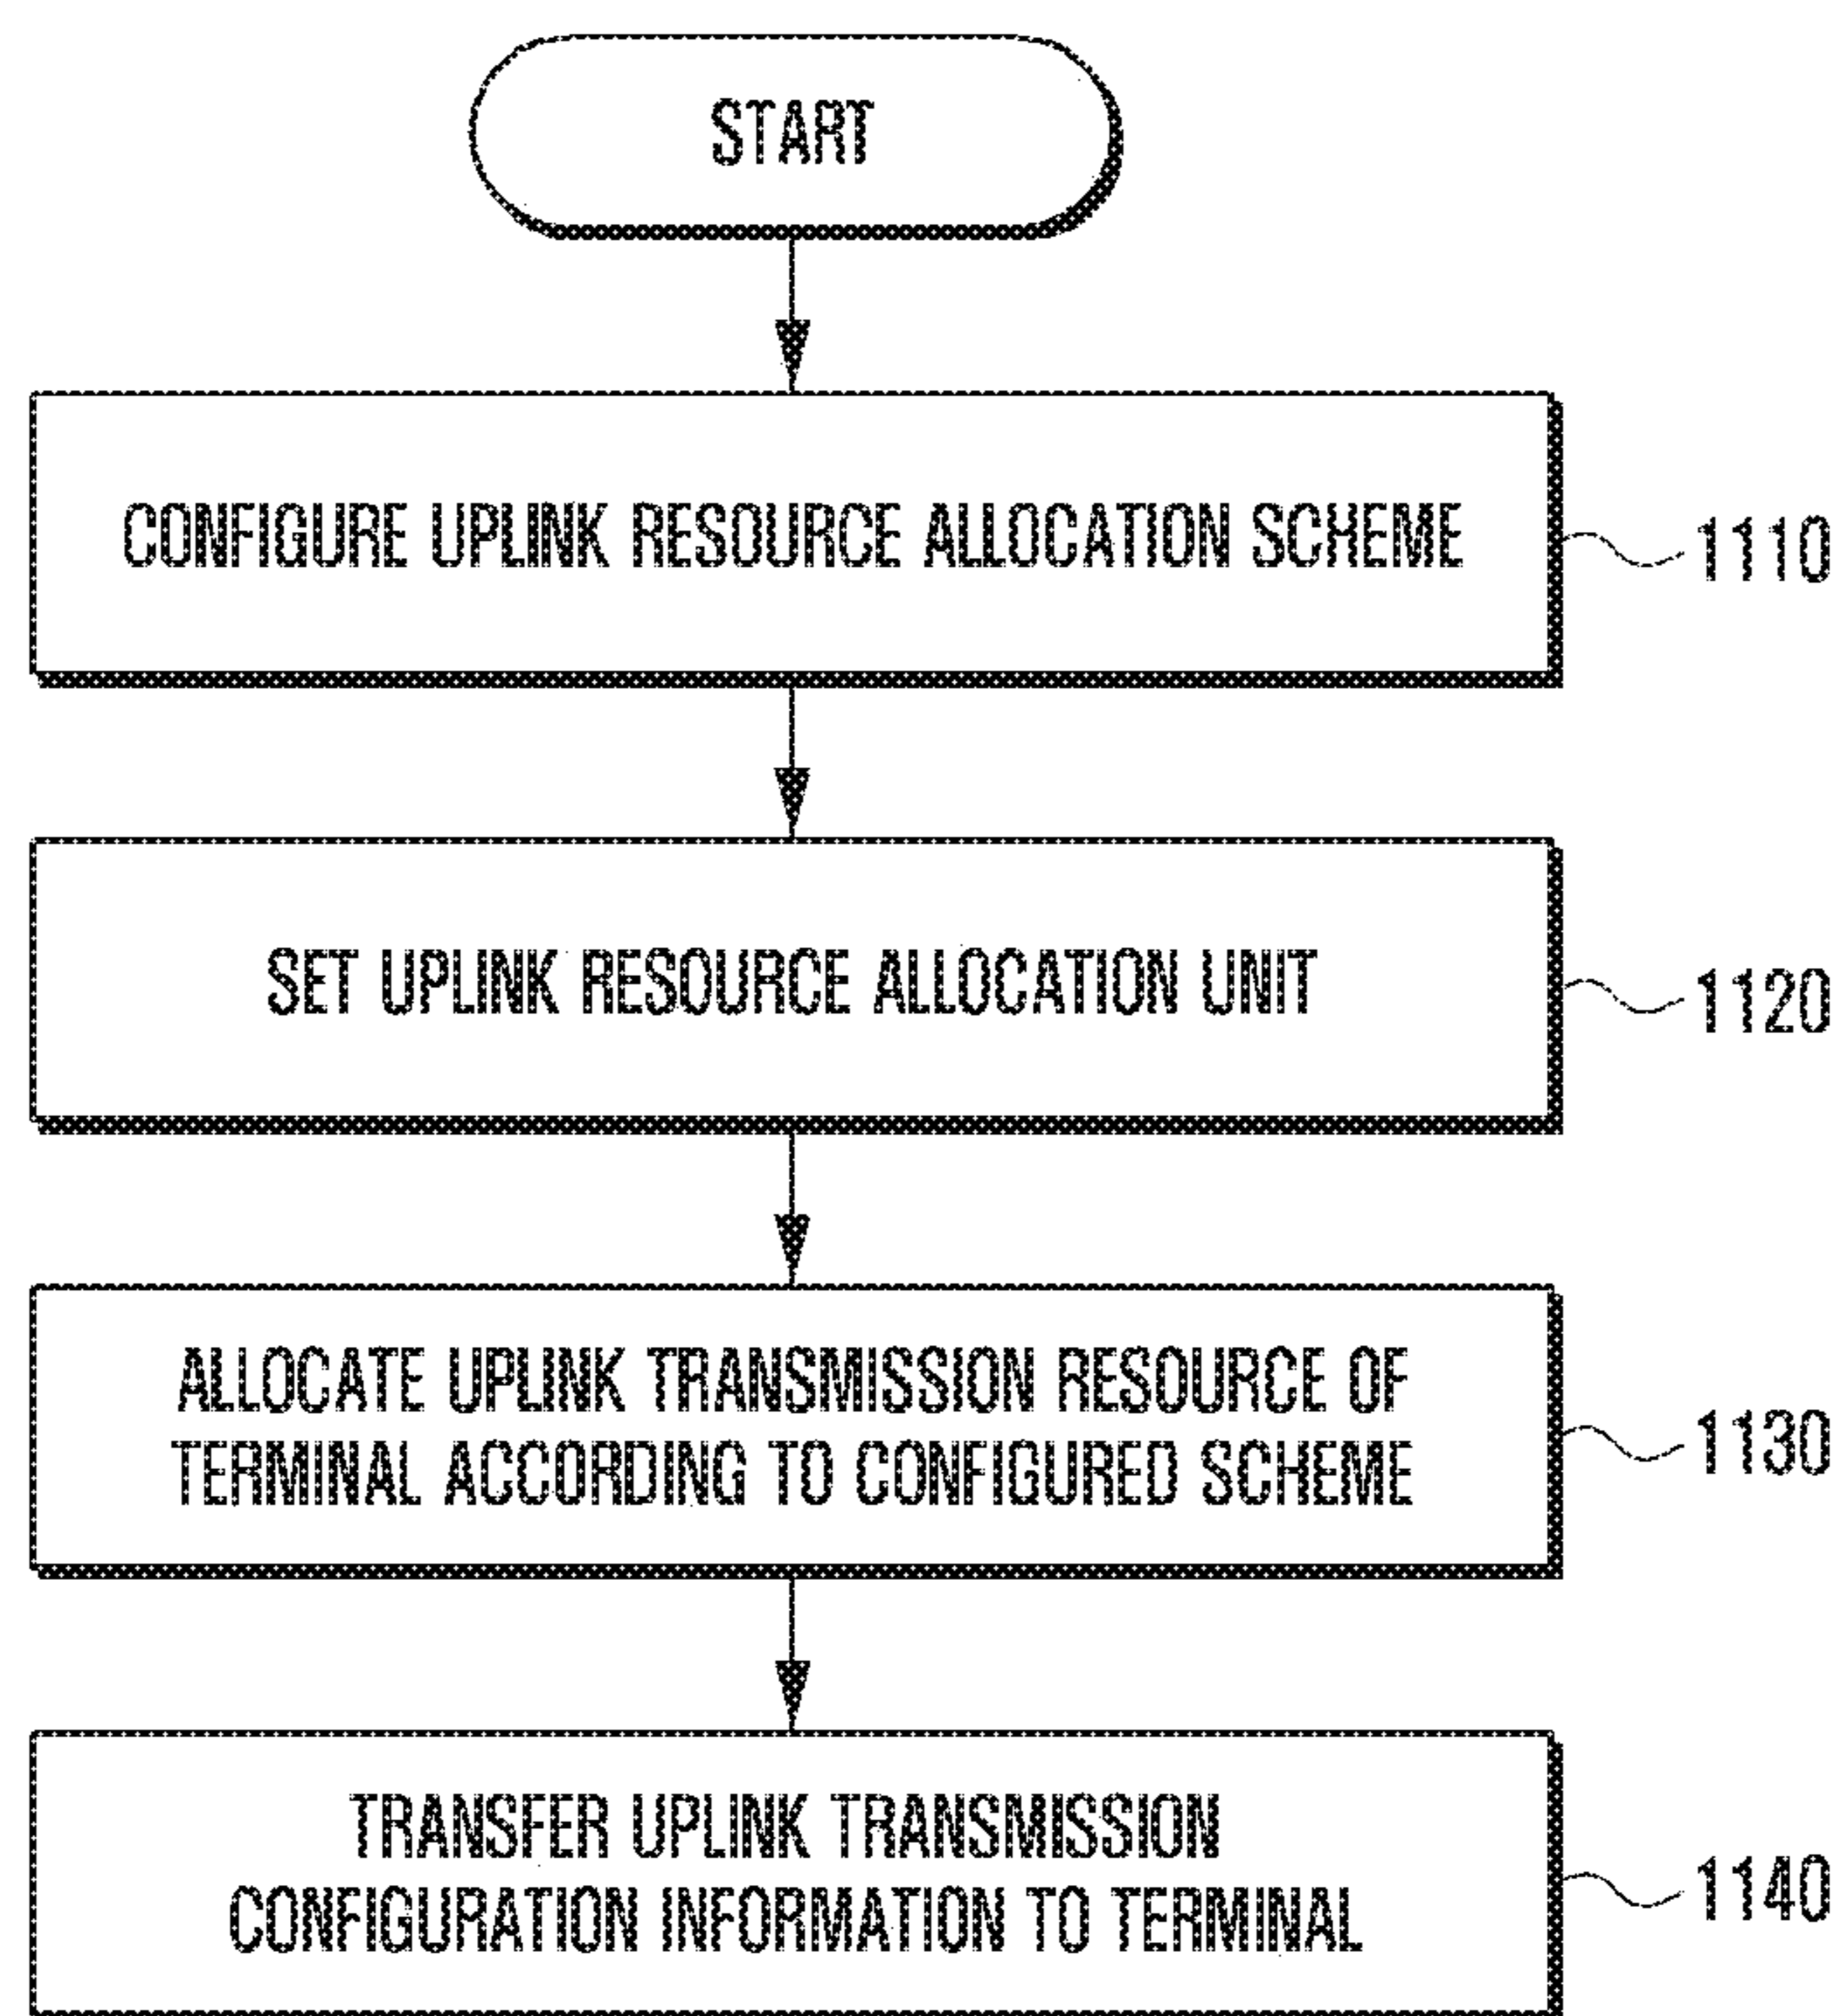 START
CONFIGURE UPLINK RESOURCE ALLOCATION SCHEME
1110
SET UPLINK RESOURCE ALLOCATION UNIT
1120
ALLOCATE UPLINK TRANSMISSION RESOURCE OF
TERMINAL ACCORDING TO CONFIGURED SCHEME
1130
TRANSFER UPLINK TRANSMISSION
CONFIGURATION INFORMATION TO TERMINAL
1140